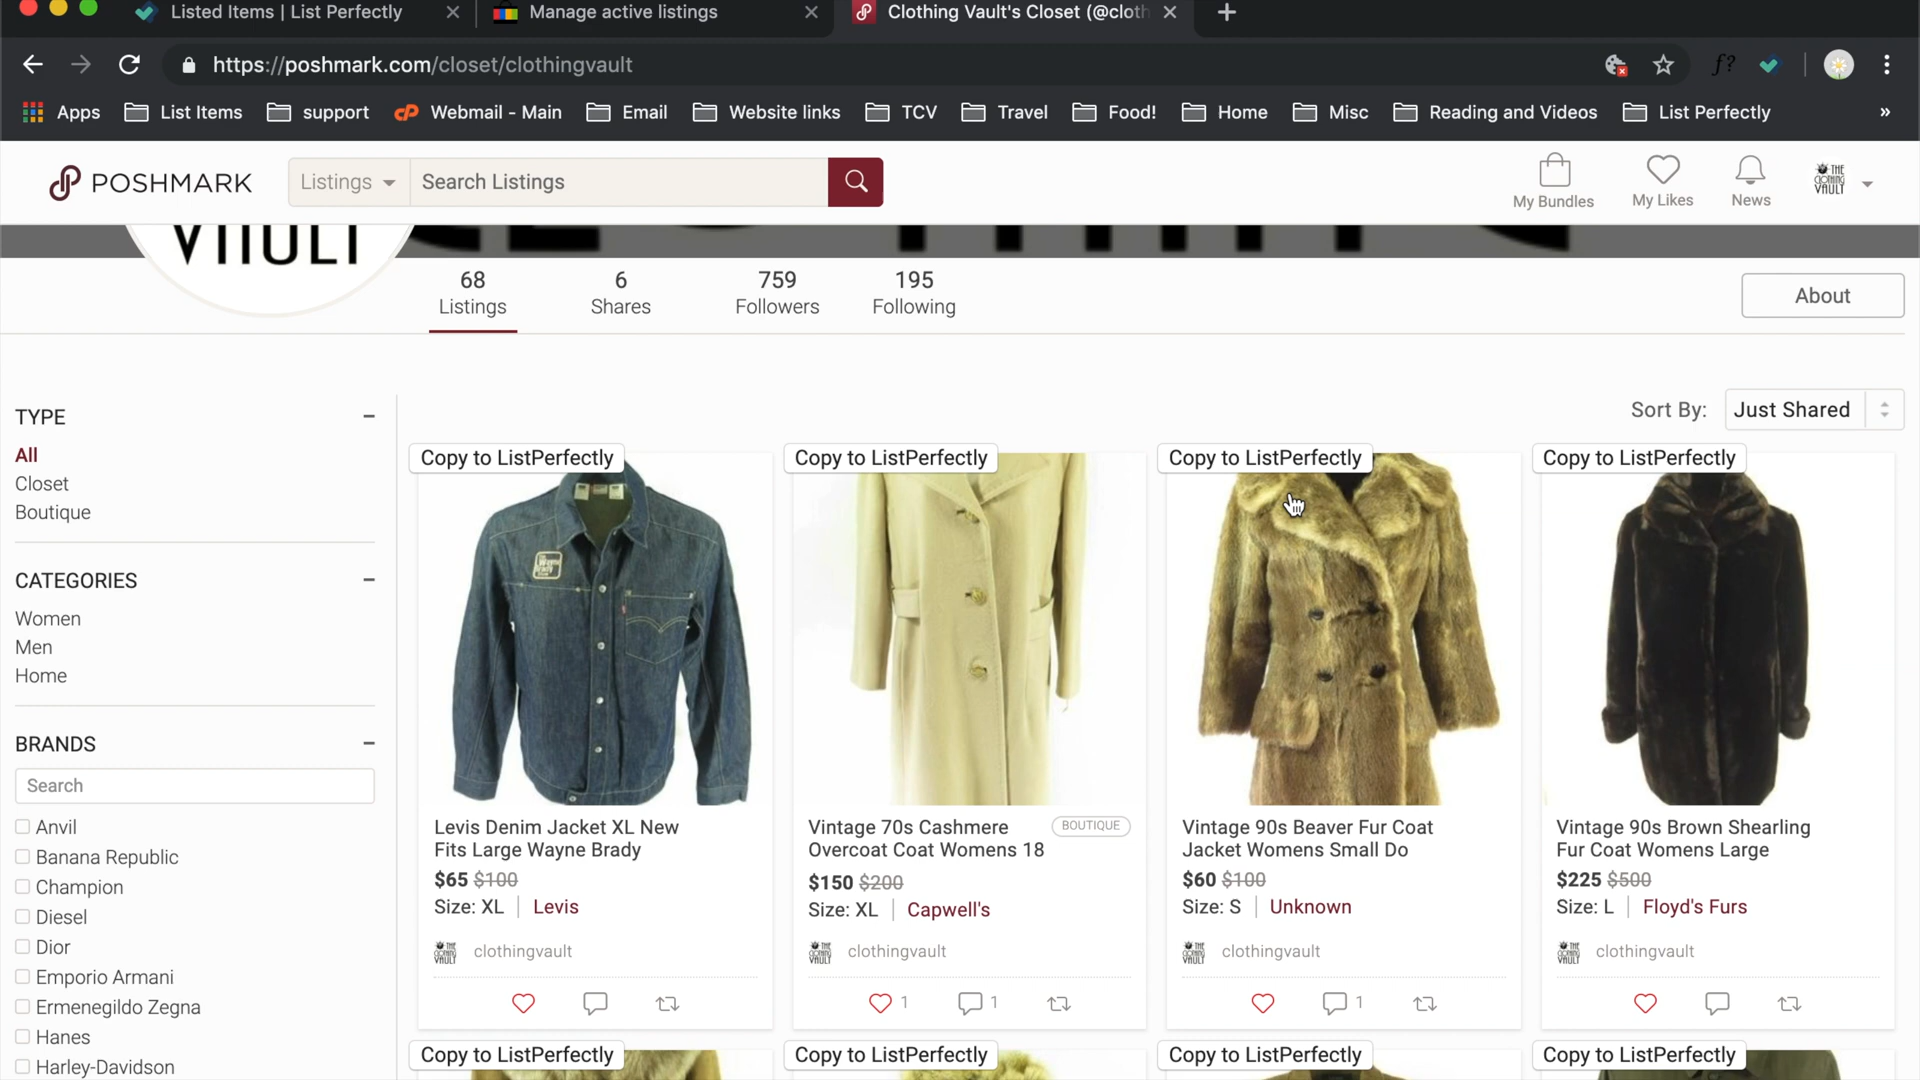 Listed Items | List Perfectly
Manage active listings
Clothing Vault's Closet (@cloth
https://poshmark.com/closet/clothingvault
f?
Apps
List Items
support
Webmail - Main
Email
Website links
TCV
Travel
Food!
Home
Misc
Reading and Videos
List Perfectly
»
POSHMARK
Listings
Search Listings
My Bundles
My Likes
News
THE
CLOTHING
VAULT
VAULT
68
Listings
6
Shares
759
Followers
195
Following
About
Sort By:
Just Shared
TYPE
All
Closet
Boutique
CATEGORIES
Women
Men
Home
BRANDS
Search
Anvil
Banana Republic
Champion
Diesel
Dior
Emporio Armani
Ermenegildo Zegna
Hanes
Harley-Davidson
Copy to ListPerfectly
Levis Denim Jacket XL New
Fits Large Wayne Brady
$65 $100
Size: XL | Levis
clothingvault
Copy to ListPerfectly
Vintage 70s Cashmere
Overcoat Coat Womens 18
BOUTIQUE
$150 $200
Size: XL | Capwell's
clothingvault
1
1
Copy to ListPerfectly
Vintage 90s Beaver Fur Coat
Jacket Womens Small Do
$60 $100
Size: S | Unknown
clothingvault
1
Copy to ListPerfectly
Vintage 90s Brown Shearling
Fur Coat Womens Large
$225 $500
Size: L | Floyd's Furs
clothingvault
Copy to ListPerfectly
Copy to ListPerfectly
Copy to ListPerfectly
Copy to ListPerfectly